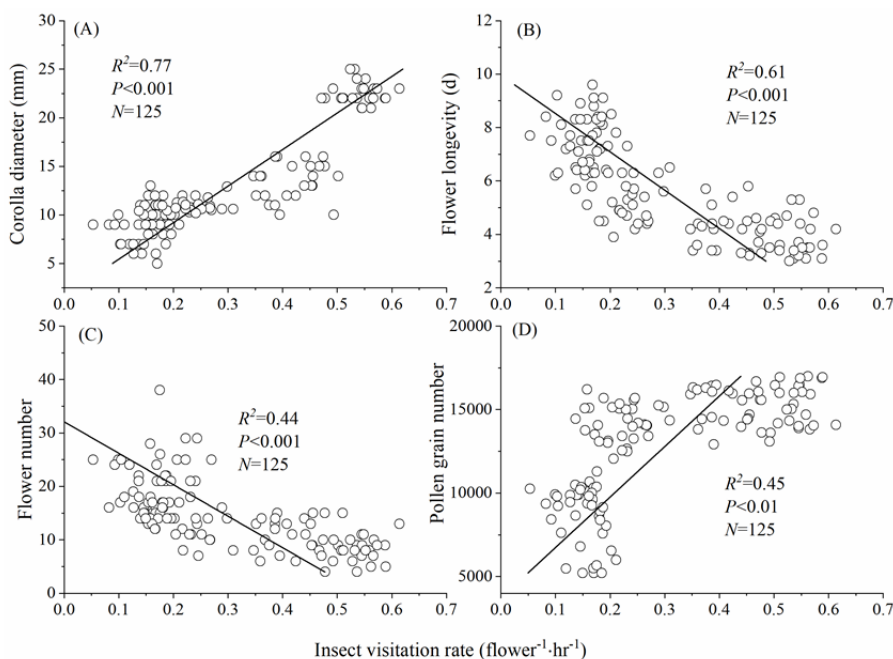 (A)
R²=0.77
P<0.001
N=125
Corolla diameter (mm)
30
25
20
15
10
5
0.0 0.1 0.2 0.3 0.4 0.5 0.6 0.7
(B)
R²=0.61
P<0.001
N=125
Flower longevity (d)
12
10
8
6
4
2
0.0 0.1 0.2 0.3 0.4 0.5 0.6 0.7
(C)
R²=0.44
P<0.001
N=125
Flower number
50
40
30
20
10
0
0.0 0.1 0.2 0.3 0.4 0.5 0.6 0.7
(D)
R²=0.45
P<0.01
N=125
Pollen grain number
20000
15000
10000
5000
0.0 0.1 0.2 0.3 0.4 0.5 0.6 0.7
Insect visitation rate (flower⁻¹·hr⁻¹)